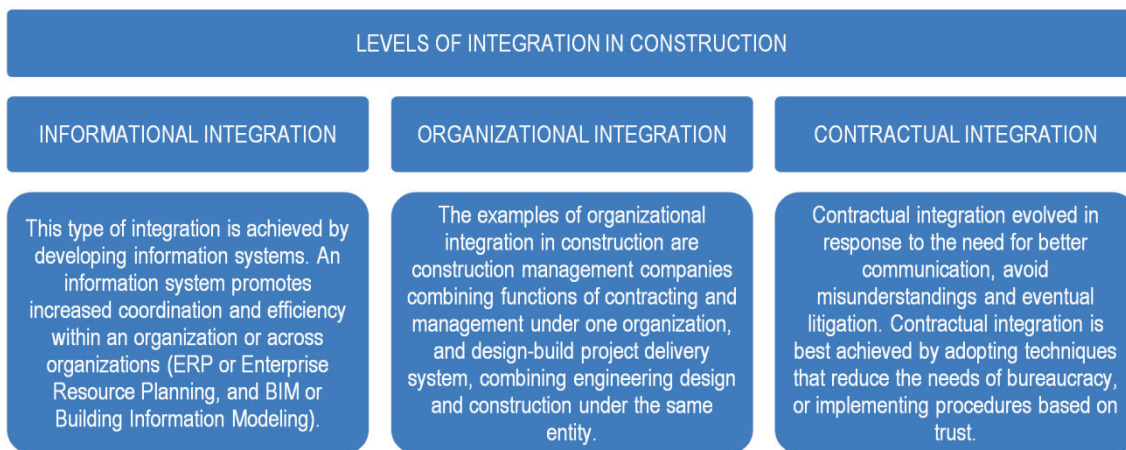 LEVELS OF INTEGRATION IN CONSTRUCTION
INFORMATIONAL INTEGRATION
This type of integration is achieved by
developing information systems. An
information system promotes
increased coordination and efficiency
within an organization or across
organizations (ERP or Enterprise
Resource Planning, and BIM or
Building Information Modeling).
ORGANIZATIONAL INTEGRATION
The examples of organizational
integration in construction are
construction management companies
combining functions of contracting and
management under one organization,
and design-build project delivery
system, combining engineering design
and construction under the same
entity.
CONTRACTUAL INTEGRATION
Contractual integration evolved in
response to the need for better
communication, avoid
misunderstandings and eventual
litigation. Contractual integration is
best achieved by adopting techniques
that reduce the needs of bureaucracy,
or implementing procedures based on
trust.